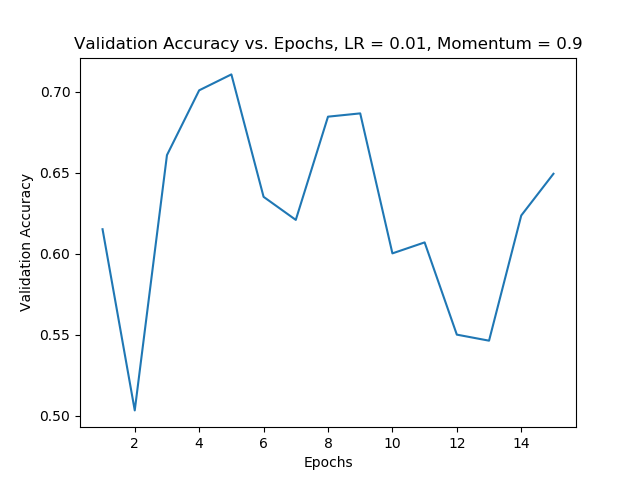 Validation Accuracy vs. Epochs, LR = 0.01, Momentum = 0.9
0.70
0.65
0.60
0.55
0.50
Validation Accuracy
2 4 6 8 10 12 14
Epochs